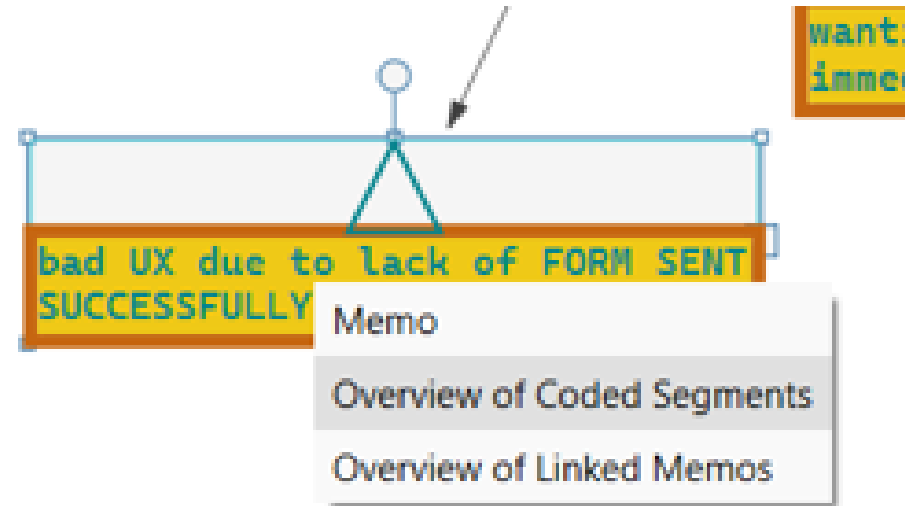 bad UX due to lack of FORM SENT
SUCCESSFULLY
Memo
Overview of Coded Segments
Overview of Linked Memos